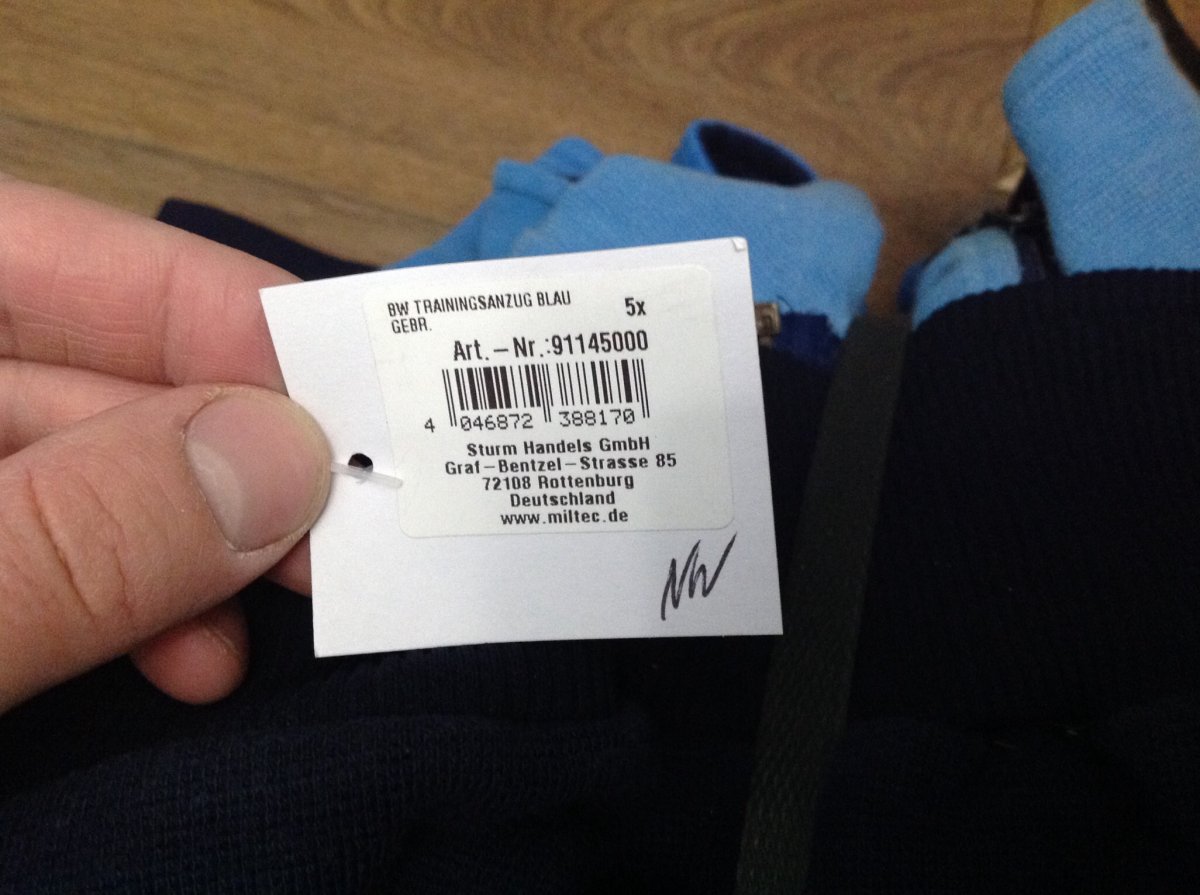 BW TRAININGSANZUG BLAU 5x
GEBR.
Art.-Nr.:91145000
4 046872 388170
Sturm Handels GmbH
Graf-Bentzel-Strasse 85
72108 Rottenburg
Deutschland
www.miltec.de